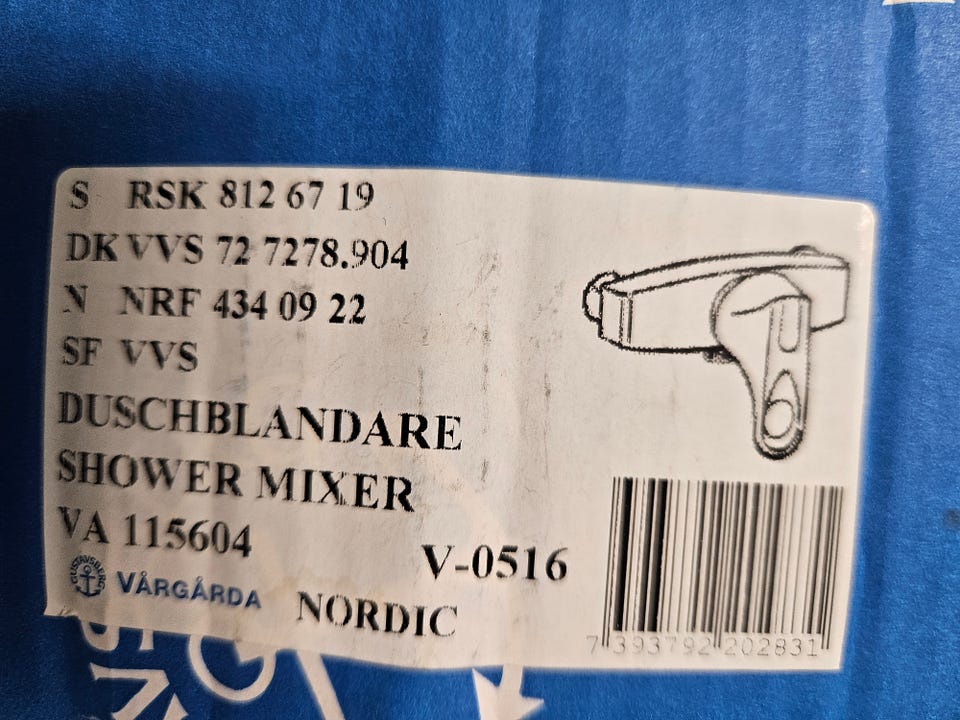 S RSK 812 67 19
DK VVS 72 7278.904
N NRF 434 09 22
SF VVS
DUSCHBLANDARE
SHOWER MIXER
VA 115604
V-0516
GUSTAVSBERG
VÅRGÅRDA
NORDIC
7 393792 202831